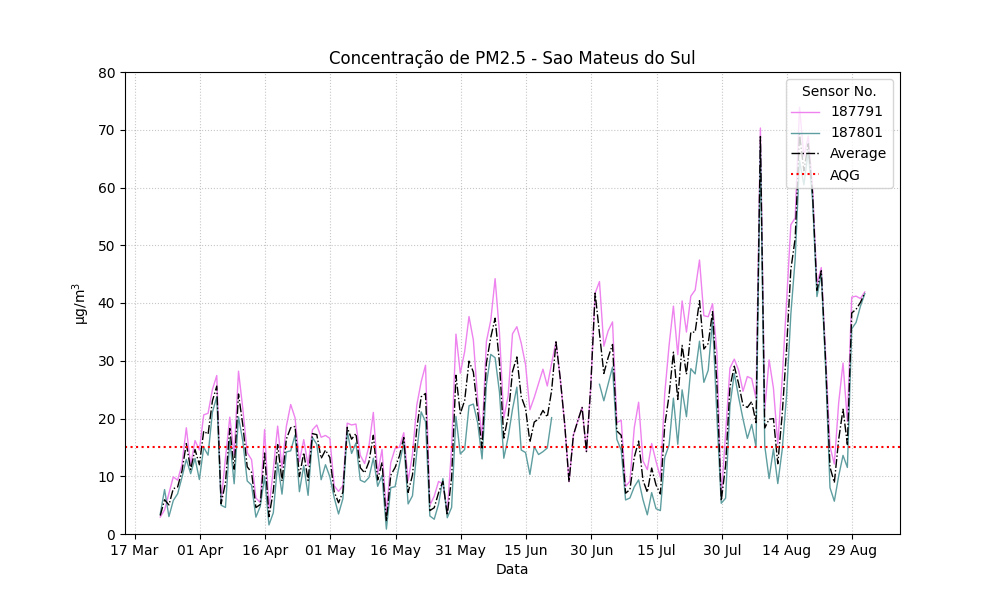 Concentração de PM2.5 - Sao Mateus do Sul
80
70
60
50
40
30
20
10
0
μg/m³
Sensor No.
187791
187801
Average
AQG
17 Mar 01 Apr 16 Apr 01 May 16 May 31 May 15 Jun 30 Jun 15 Jul 30 Jul 14 Aug 29 Aug
Data